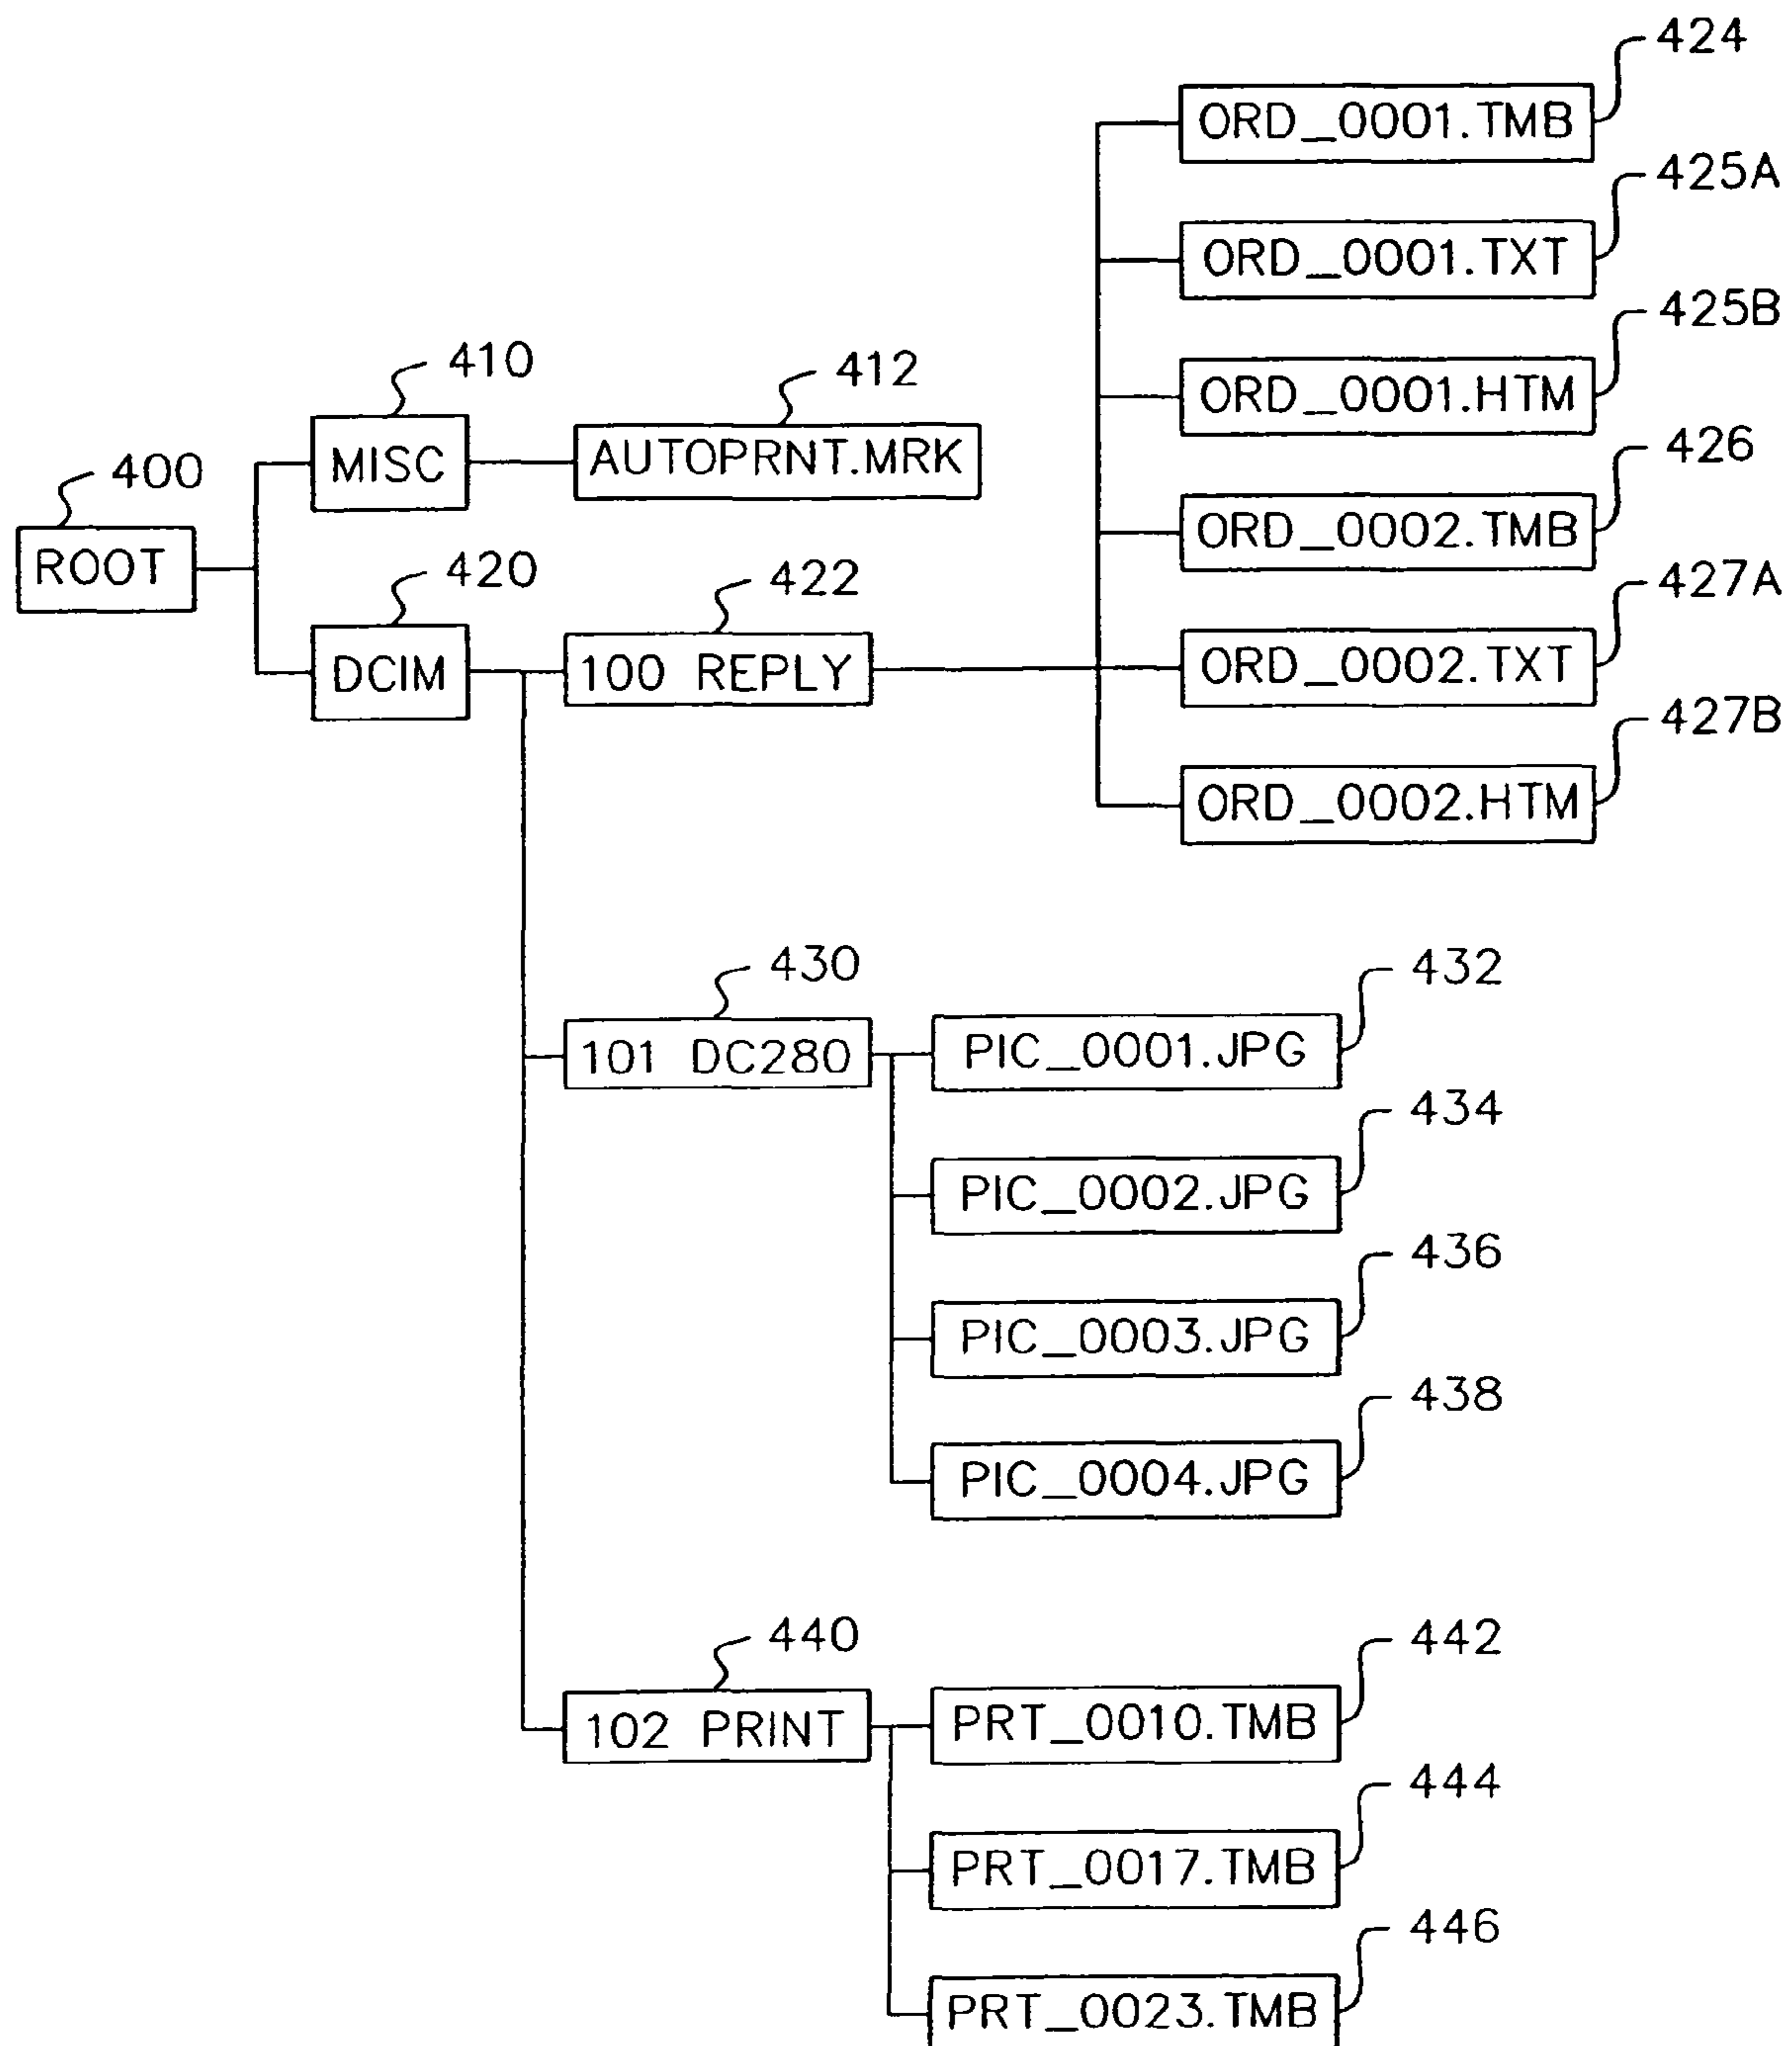 424
ORD_0001.TMB
425A
ORD_0001.TXT
425B
ORD_0001.HTM
410
412
MISC
AUTOPRNT.MRK
426
ORD_0002.TMB
400
ROOT
420
422
427A
DCIM
100 REPLY
ORD_0002.TXT
427B
ORD_0002.HTM
430
432
101 DC280
PIC_0001.JPG
434
PIC_0002.JPG
436
PIC_0003.JPG
438
PIC_0004.JPG
440
442
102 PRINT
PRT_0010.TMB
444
PRT_0017.TMB
446
PRT_0023.TMB